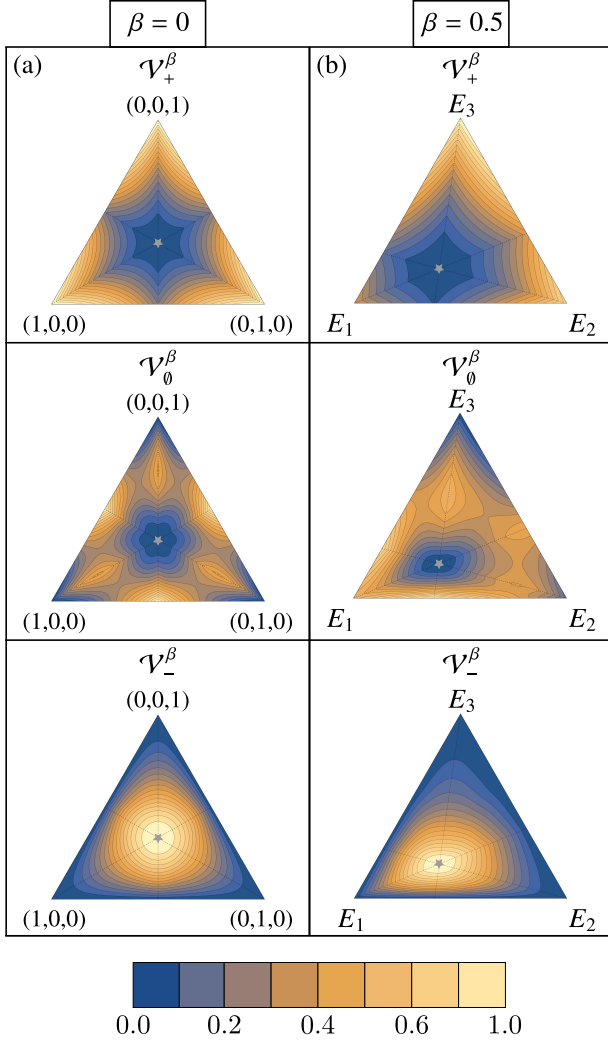 β = 0
β = 0.5
(a)
𝒱₊^β
(0,0,1)
(1,0,0)
(0,1,0)
(b)
𝒱₊^β
E₃
E₁
E₂
𝒱_∅^β
(0,0,1)
(1,0,0)
(0,1,0)
𝒱_∅^β
E₃
E₁
E₂
𝒱₋^β
(0,0,1)
(1,0,0)
(0,1,0)
𝒱₋^β
E₃
E₁
E₂
0.0 0.2 0.4 0.6 1.0